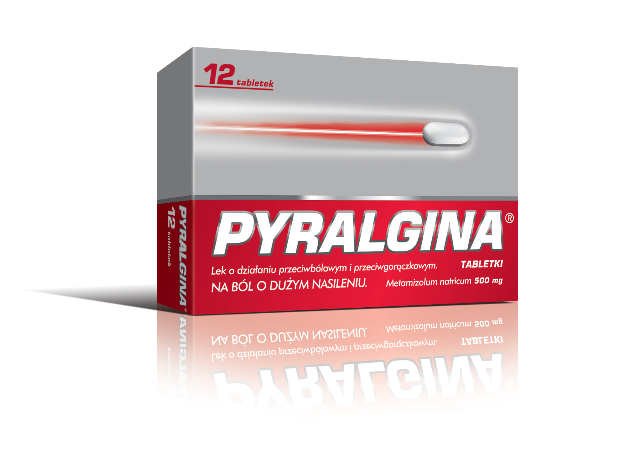 12 tabletek
PYRALGINA®
Lek o działaniu przeciwbólowym i przeciwgorączkowym.
TABLETKI
NA BÓL O DUŻYM NASILENIU.
Metamizolum natricum 500 mg
PYRALGINA
12 tabletek